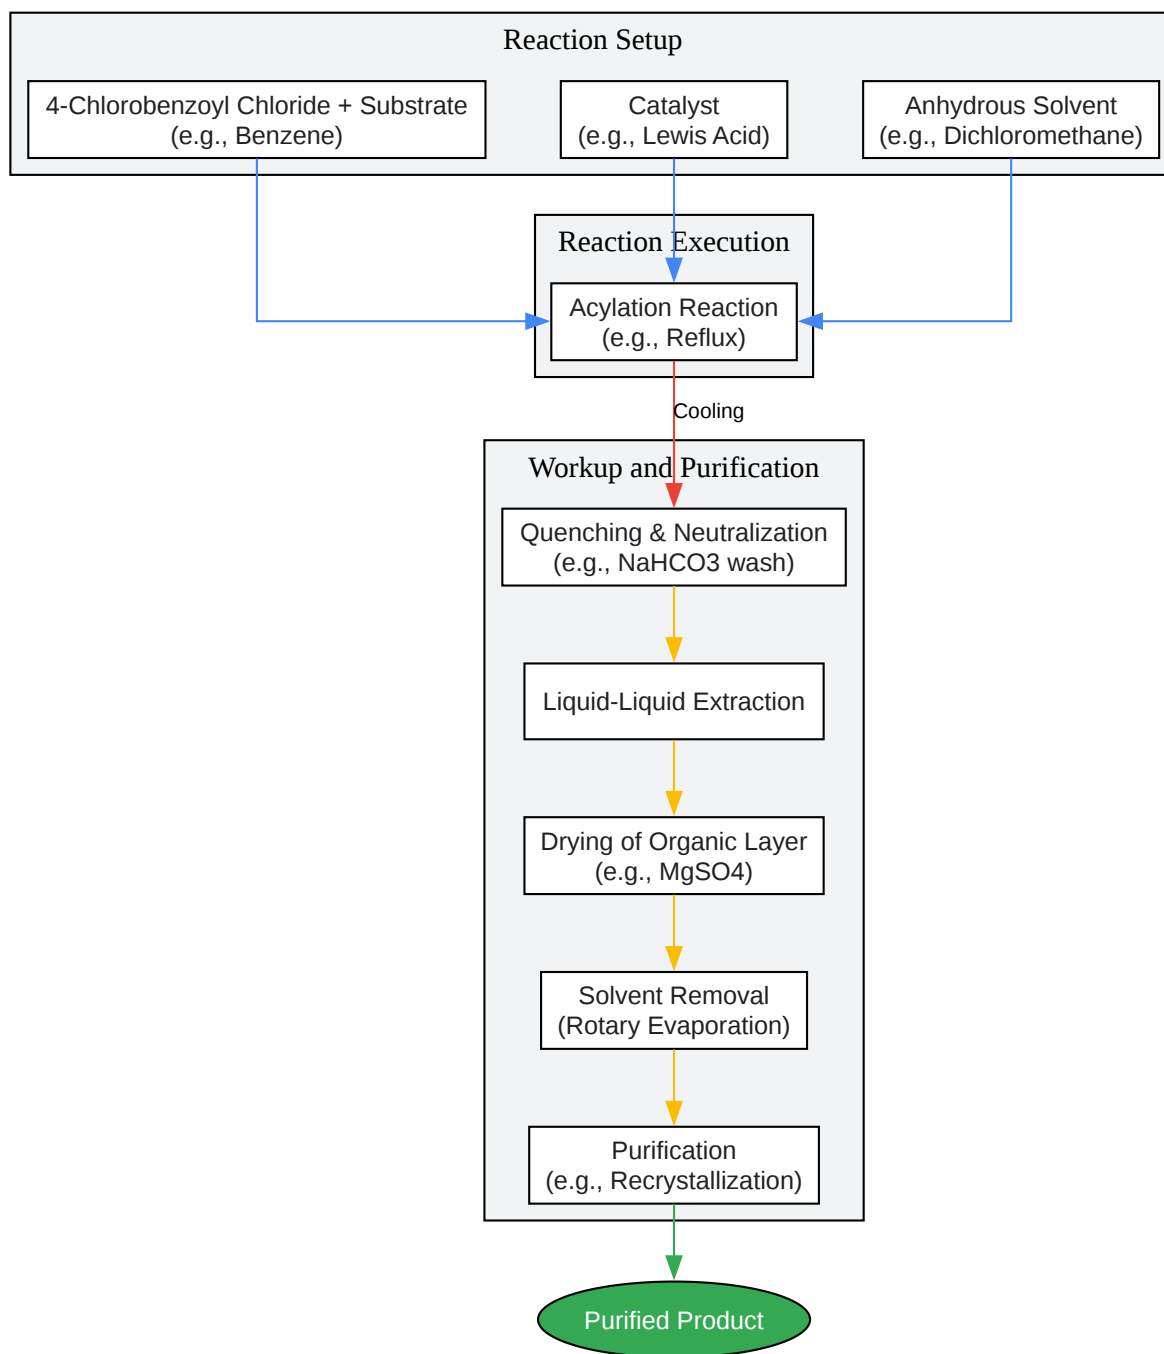 Reaction Setup
4-Chlorobenzoyl Chloride + Substrate
(e.g., Benzene)
Catalyst
(e.g., Lewis Acid)
Anhydrous Solvent
(e.g., Dichloromethane)
Reaction Execution
Acylation Reaction
(e.g., Reflux)
Cooling
Workup and Purification
Quenching & Neutralization
(e.g., NaHCO3 wash)
Liquid-Liquid Extraction
Drying of Organic Layer
(e.g., MgSO4)
Solvent Removal
(Rotary Evaporation)
Purification
(e.g., Recrystallization)
Purified Product